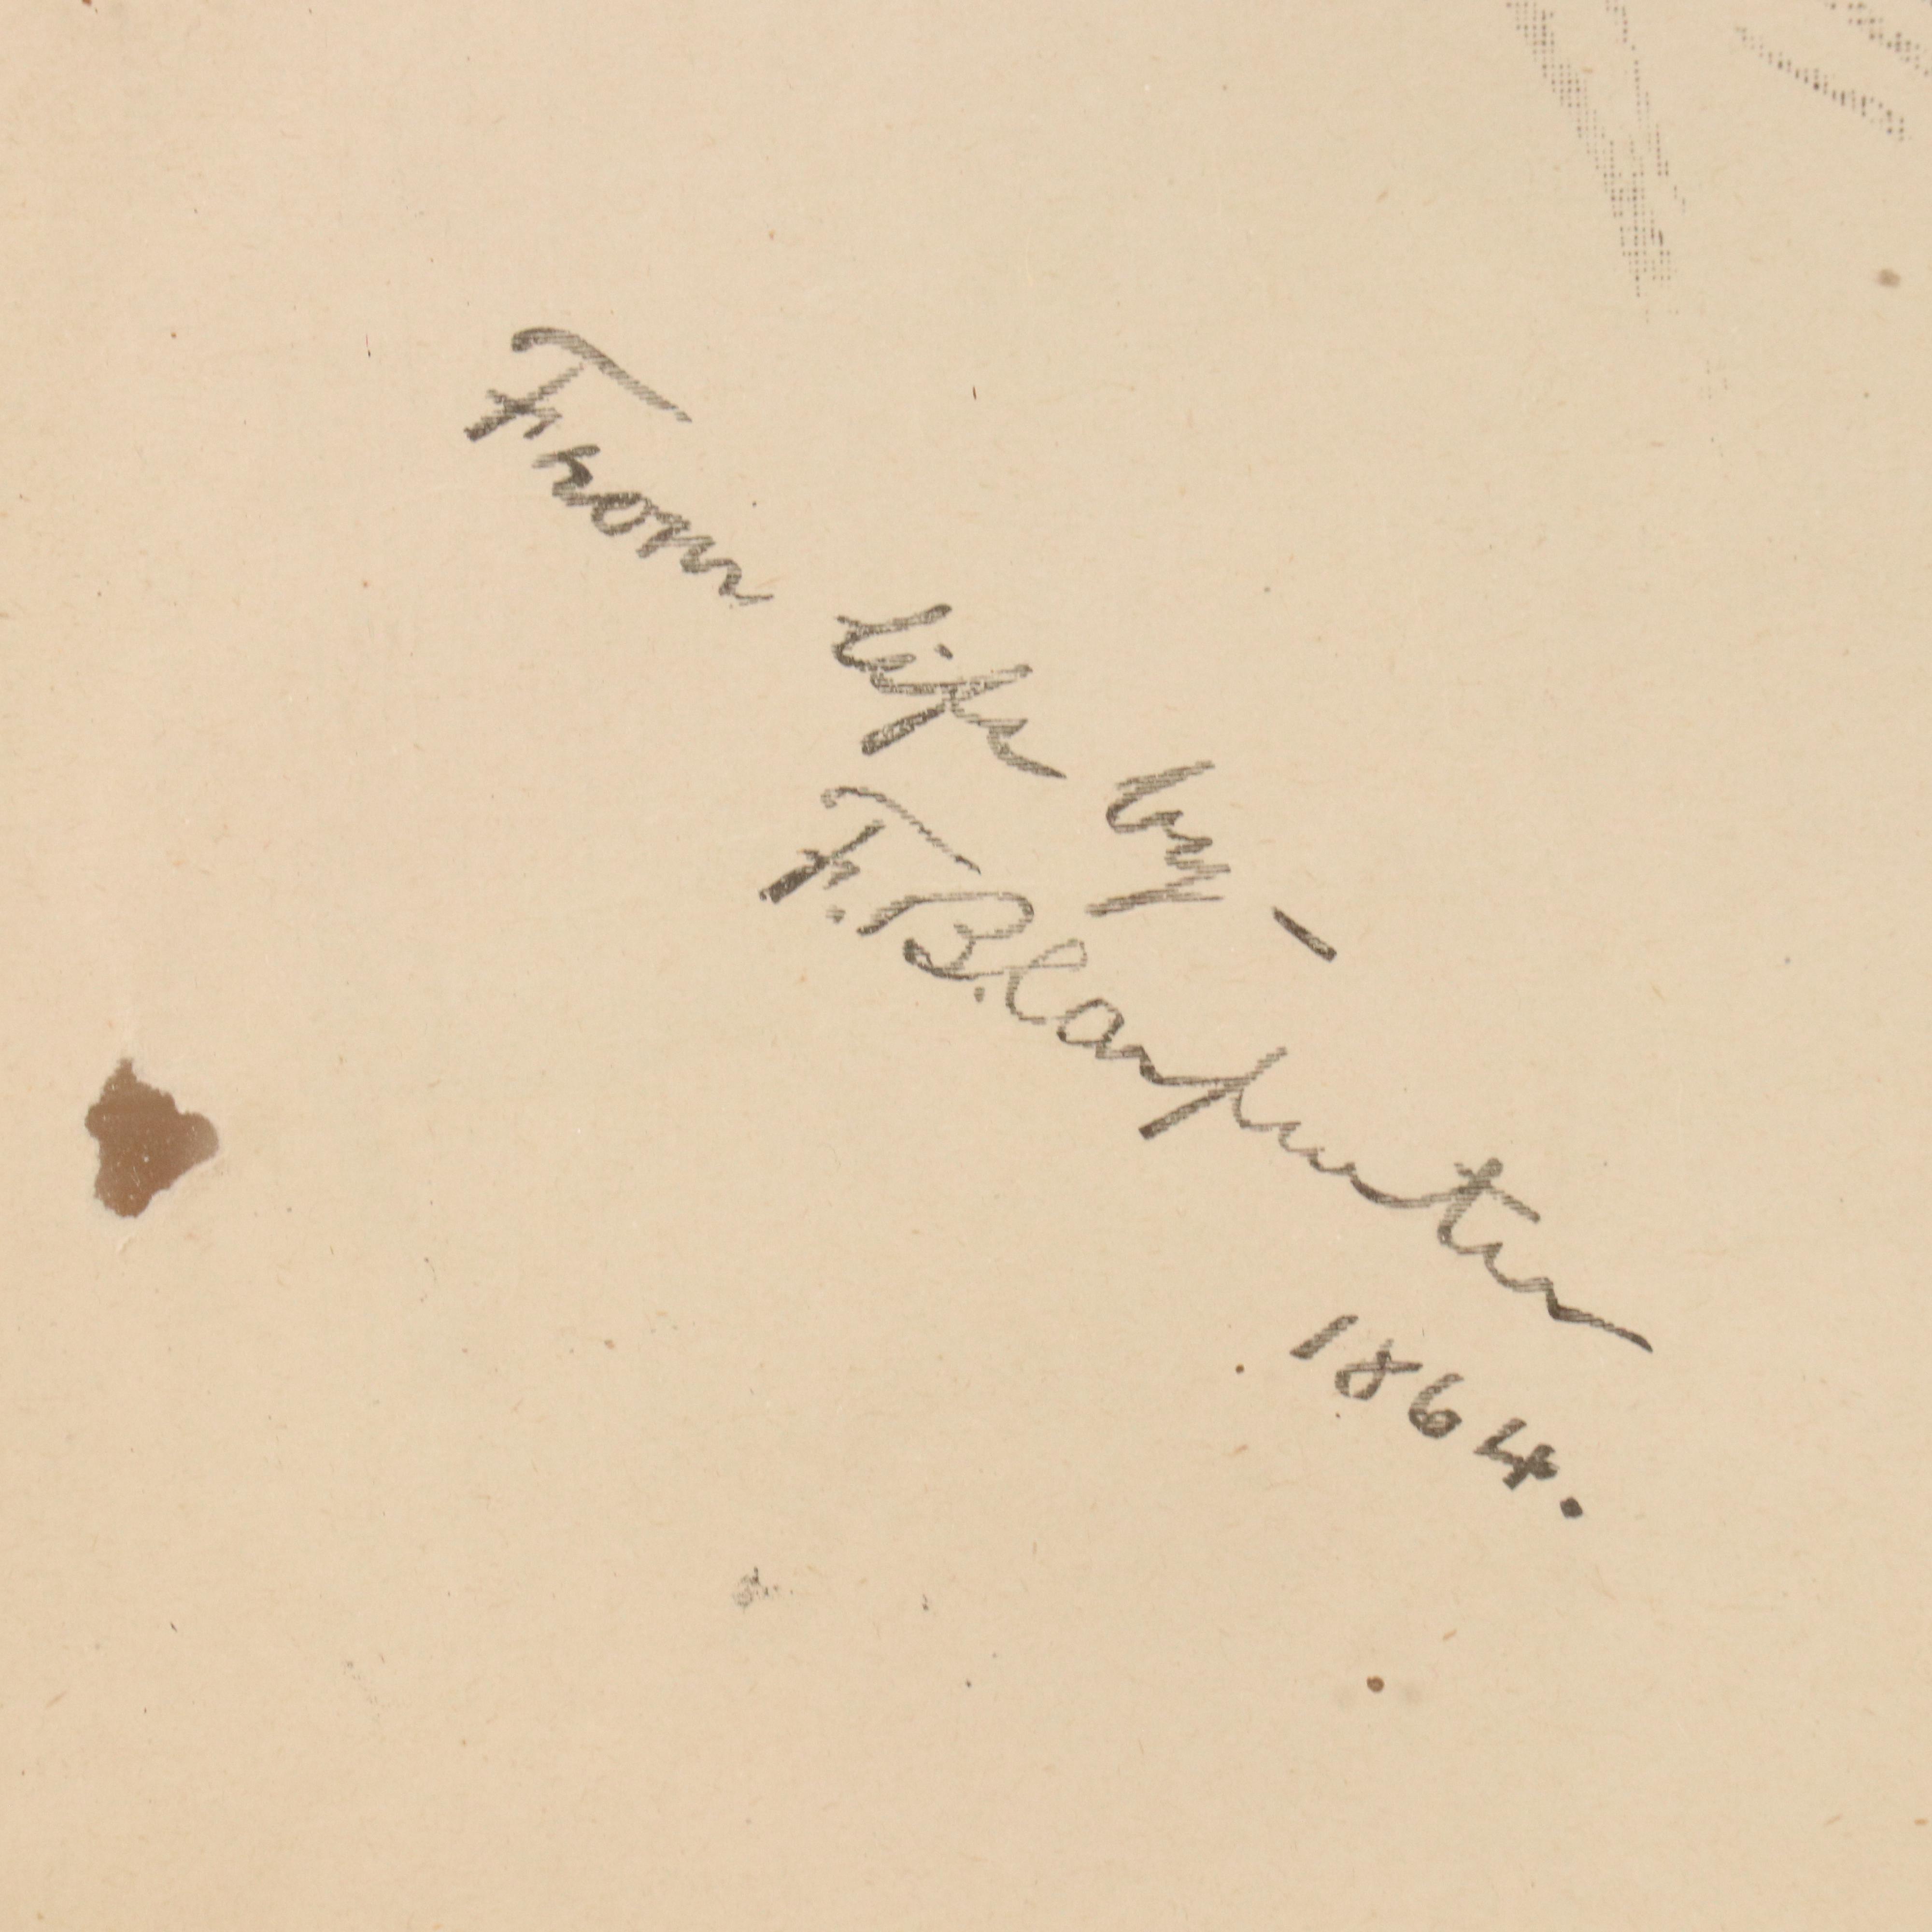 From life by –
F. B. Carpenter
1864.